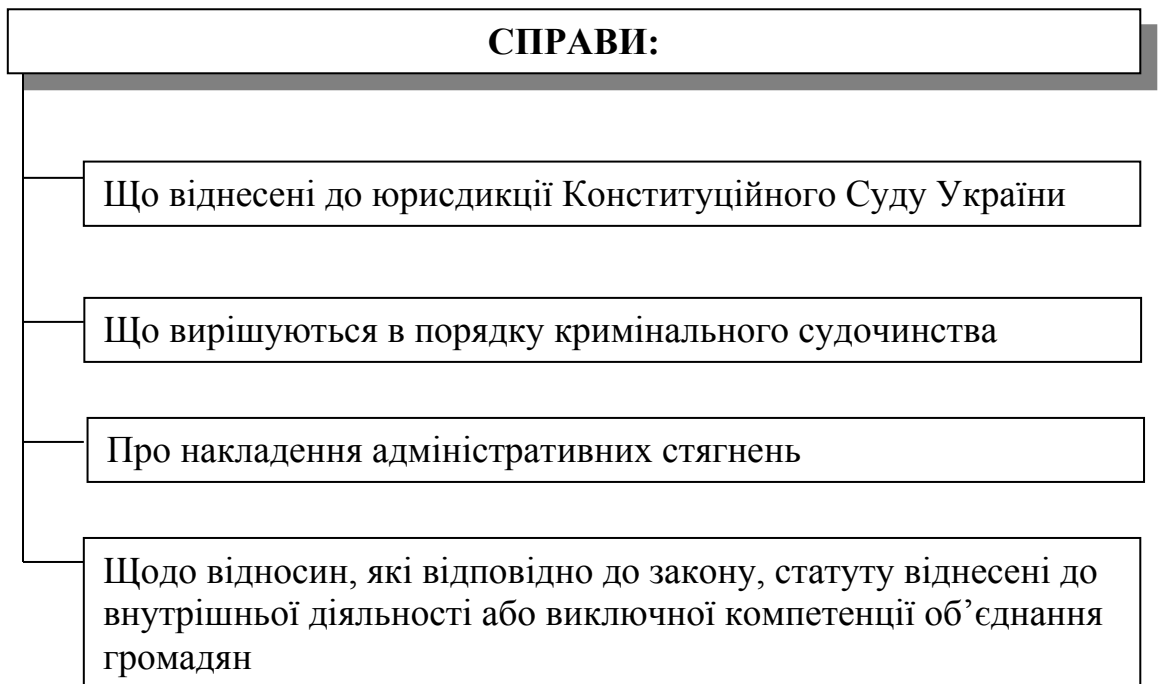 СПРАВИ:
Що віднесені до юрисдикції Конституційного Суду України
Що вирішуються в порядку кримінального судочинства
Про накладення адміністративних стягнень
Щодо відносин, які відповідно до закону, статуту віднесені до
внутрішньої діяльності або виключної компетенції об’єднання
громадян